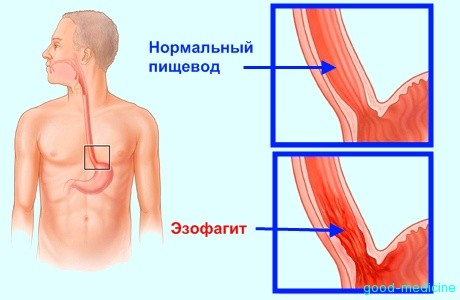 Нормальный
пищевод
Эзофагит
good-medicine